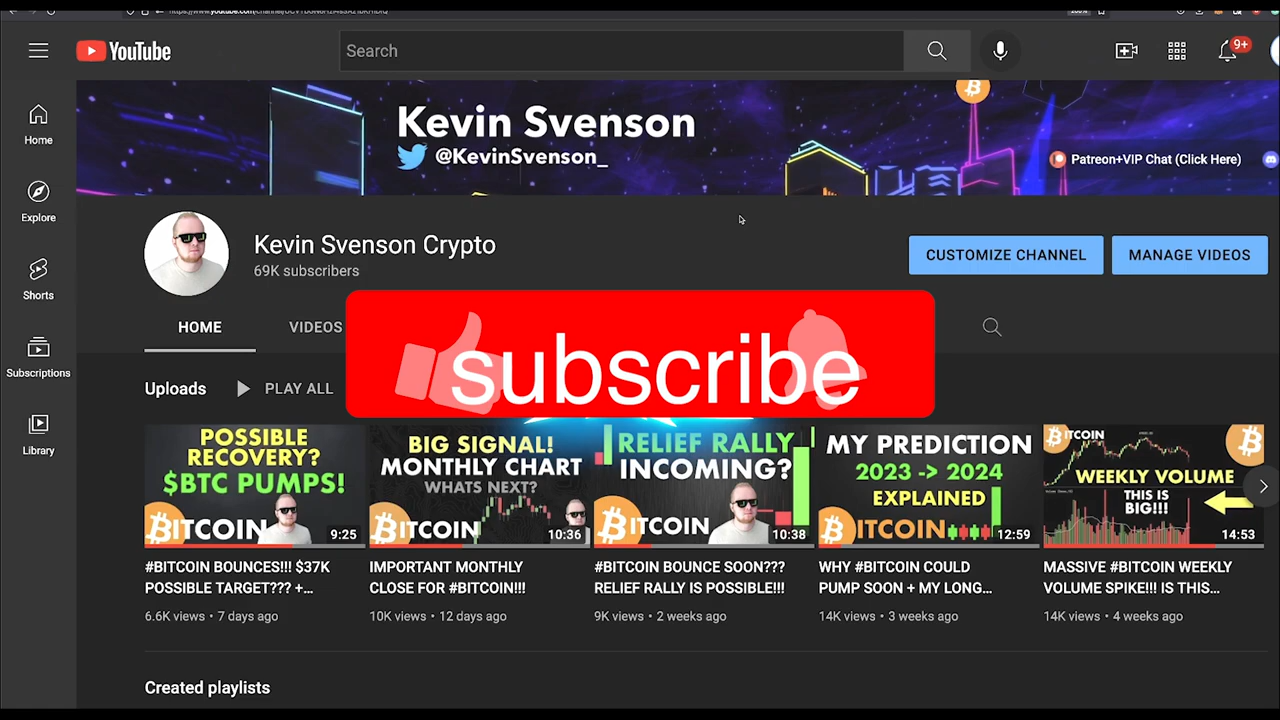 YouTube
Search
9+
Home
Explore
Shorts
Subscriptions
Library
Kevin Svenson
@KevinSvenson_
Patreon+VIP Chat (Click Here)
Kevin Svenson Crypto
69K subscribers
CUSTOMIZE CHANNEL
MANAGE VIDEOS
HOME
VIDEOS
subscribe
Uploads
PLAY ALL
POSSIBLE
RECOVERY?
$BTC PUMPS!
BITCOIN
9:25
#BITCOIN BOUNCES!!! $37K
POSSIBLE TARGET??? +...
6.6K views • 7 days ago
BIG SIGNAL!
MONTHLY CHART
WHATS NEXT?
BITCOIN
10:36
IMPORTANT MONTHLY
CLOSE FOR #BITCOIN!!!
10K views • 12 days ago
RELIEF RALLY
INCOMING?
BITCOIN
10:38
#BITCOIN BOUNCE SOON???
RELIEF RALLY IS POSSIBLE!!!
9K views • 2 weeks ago
MY PREDICTION
2023 -> 2024
EXPLAINED
BITCOIN
12:59
WHY #BITCOIN COULD
PUMP SOON + MY LONG...
14K views • 3 weeks ago
BITCOIN
WEEKLY VOLUME
THIS IS
BIG!!!
14:53
MASSIVE #BITCOIN WEEKLY
VOLUME SPIKE!!! IS THIS...
14K views • 4 weeks ago
Created playlists